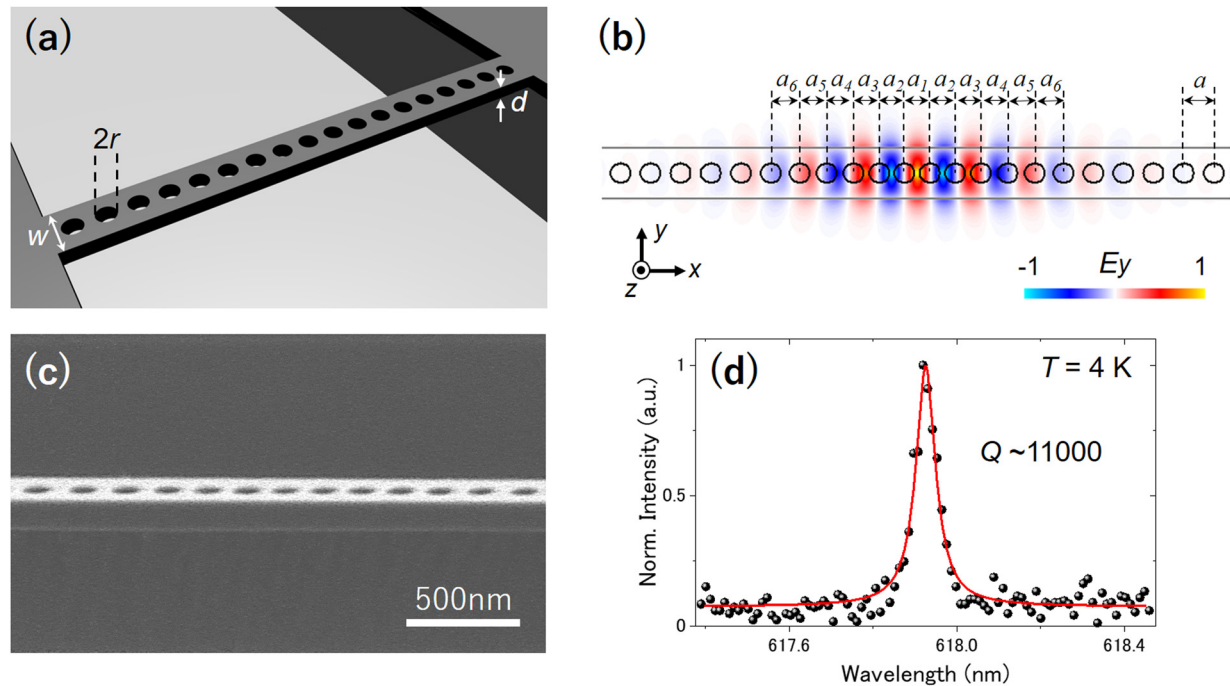 (a)
2r
w
d
(b)
a6 a5 a4 a3 a2 a1 a2 a3 a4 a5 a6 a
y
z x
-1 Ey 1
(c)
500nm
(d)
T = 4 K
Q ~11000
Norm. Intensity (a.u.)
1
0.5
0
617.6 618.0 618.4
Wavelength (nm)